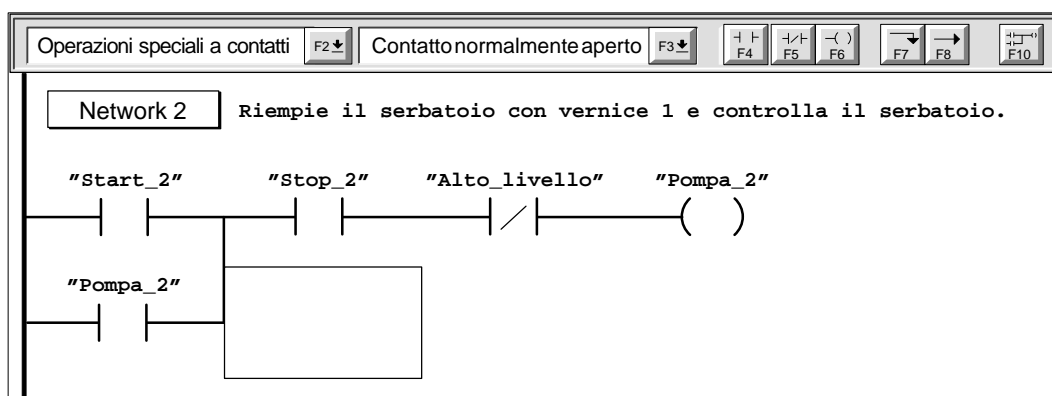 Operazioni speciali a contatti F2 Contatto normalmente aperto F3 F4 F5 F6 F7 F8 F10
Network 2 Riempie il serbatoio con vernice 1 e controlla il serbatoio.
"Start_2" "Stop_2" "Alto_livello" "Pompa_2"
"Pompa_2"